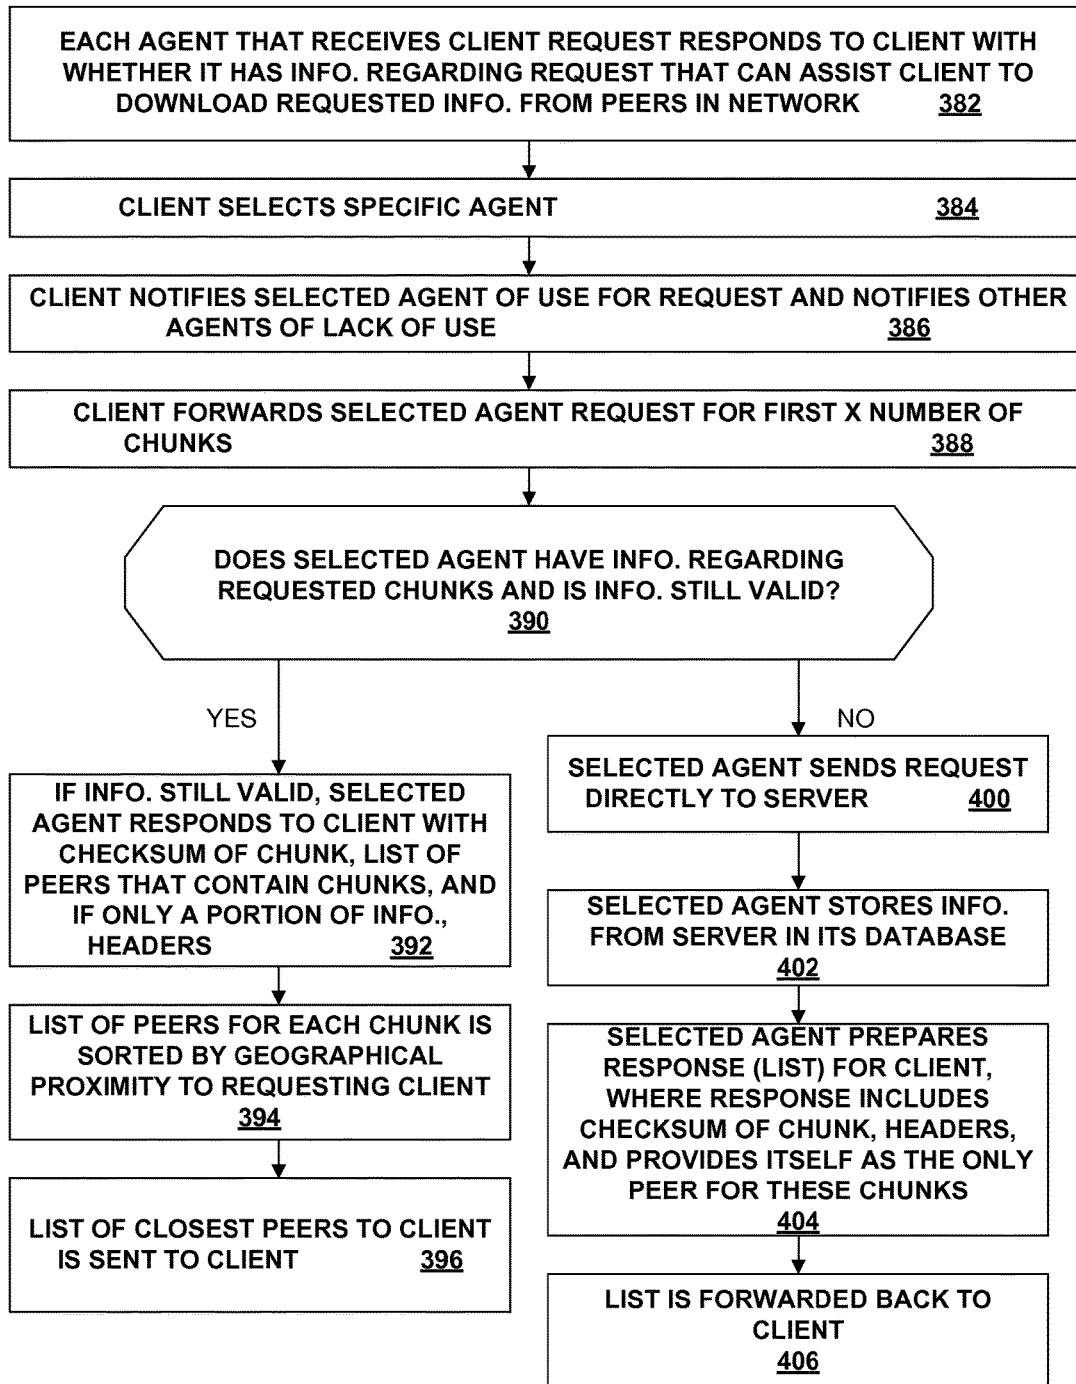 EACH AGENT THAT RECEIVES CLIENT REQUEST RESPONDS TO CLIENT WITH
WHETHER IT HAS INFO. REGARDING REQUEST THAT CAN ASSIST CLIENT TO
DOWNLOAD REQUESTED INFO. FROM PEERS IN NETWORK 382
CLIENT SELECTS SPECIFIC AGENT 384
CLIENT NOTIFIES SELECTED AGENT OF USE FOR REQUEST AND NOTIFIES OTHER
AGENTS OF LACK OF USE 386
CLIENT FORWARDS SELECTED AGENT REQUEST FOR FIRST X NUMBER OF
CHUNKS 388
DOES SELECTED AGENT HAVE INFO. REGARDING
REQUESTED CHUNKS AND IS INFO. STILL VALID?
390
YES
IF INFO. STILL VALID, SELECTED
AGENT RESPONDS TO CLIENT WITH
CHECKSUM OF CHUNK, LIST OF
PEERS THAT CONTAIN CHUNKS, AND
IF ONLY A PORTION OF INFO.,
HEADERS 392
LIST OF PEERS FOR EACH CHUNK IS
SORTED BY GEOGRAPHICAL
PROXIMITY TO REQUESTING CLIENT
394
LIST OF CLOSEST PEERS TO CLIENT
IS SENT TO CLIENT 396
NO
SELECTED AGENT SENDS REQUEST
DIRECTLY TO SERVER 400
SELECTED AGENT STORES INFO.
FROM SERVER IN ITS DATABASE
402
SELECTED AGENT PREPARES
RESPONSE (LIST) FOR CLIENT,
WHERE RESPONSE INCLUDES
CHECKSUM OF CHUNK, HEADERS,
AND PROVIDES ITSELF AS THE ONLY
PEER FOR THESE CHUNKS
404
LIST IS FORWARDED BACK TO
CLIENT
406